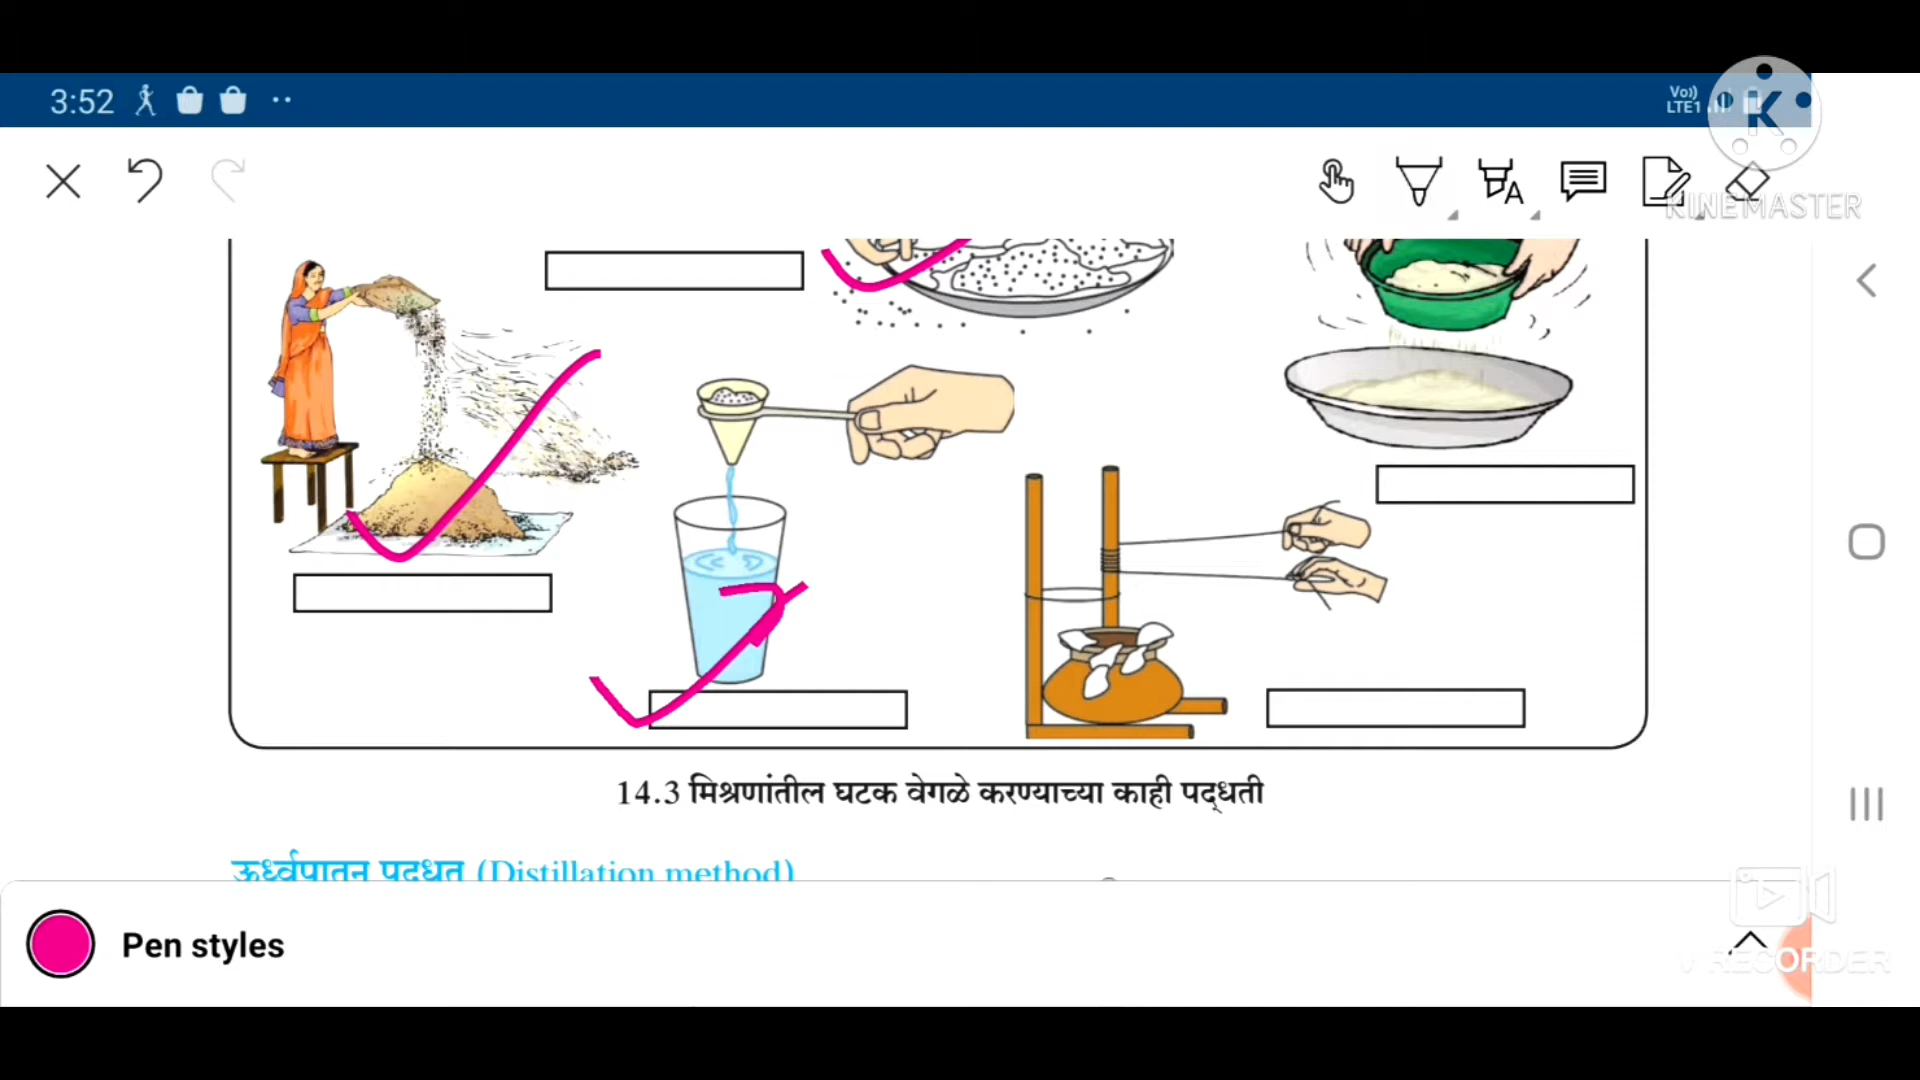 3:52
Vo))
LTE1
K
KINEMASTER
A
14.3 मिश्रणांतील घटक वेगळे करण्याच्या काही पद्धती
ऊर्ध्वपातन पद्धत (Distillation method)
Pen styles
RECORDER